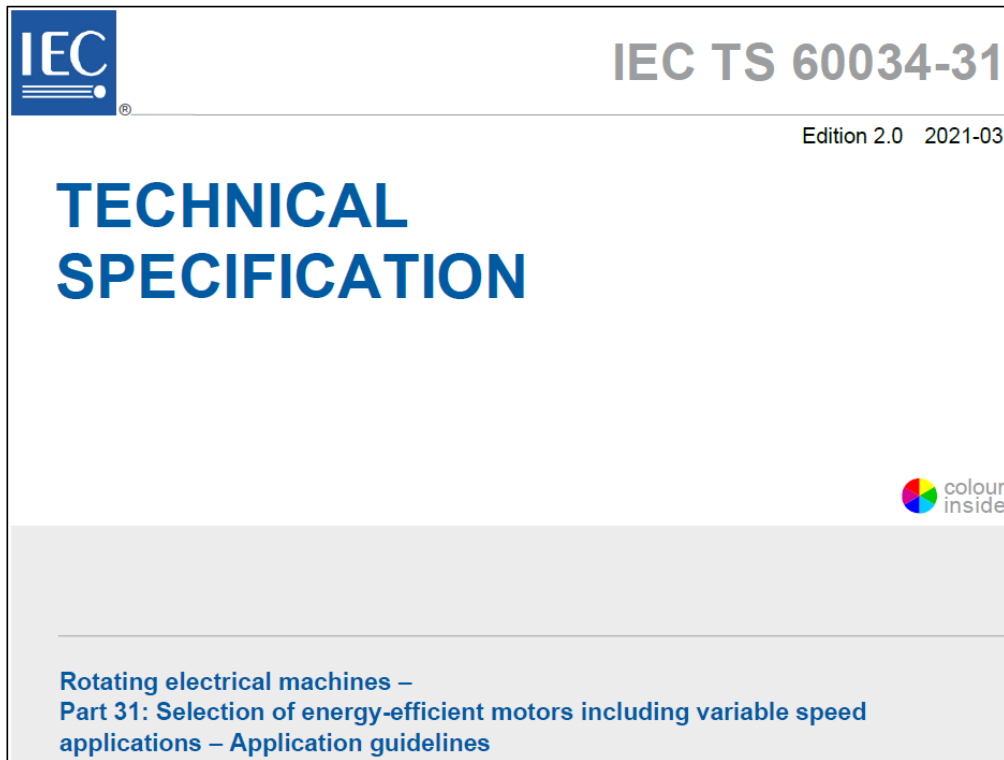 IEC
®
IEC TS 60034-31
Edition 2.0 2021-03
TECHNICAL
SPECIFICATION
colour
inside
Rotating electrical machines –
Part 31: Selection of energy-efficient motors including variable speed
applications – Application guidelines